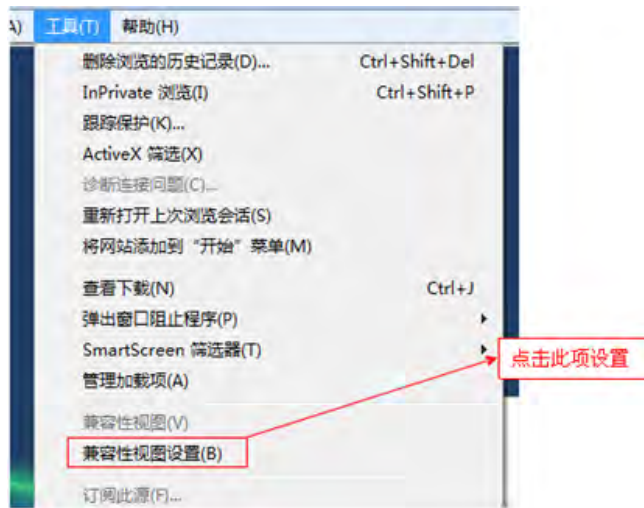 A) 工具(T) 帮助(H)
删除浏览的历史记录(D)... Ctrl+Shift+Del
InPrivate 浏览(I) Ctrl+Shift+P
跟踪保护(K)...
ActiveX 筛选(X)
诊断连接问题(C)...
重新打开上次浏览会话(S)
将网站添加到“开始”菜单(M)
查看下载(N) Ctrl+J
弹出窗口阻止程序(P)
SmartScreen 筛选器(T)
点击此项设置
管理加载项(A)
兼容性视图(V)
兼容性视图设置(B)
订阅此源(F)...